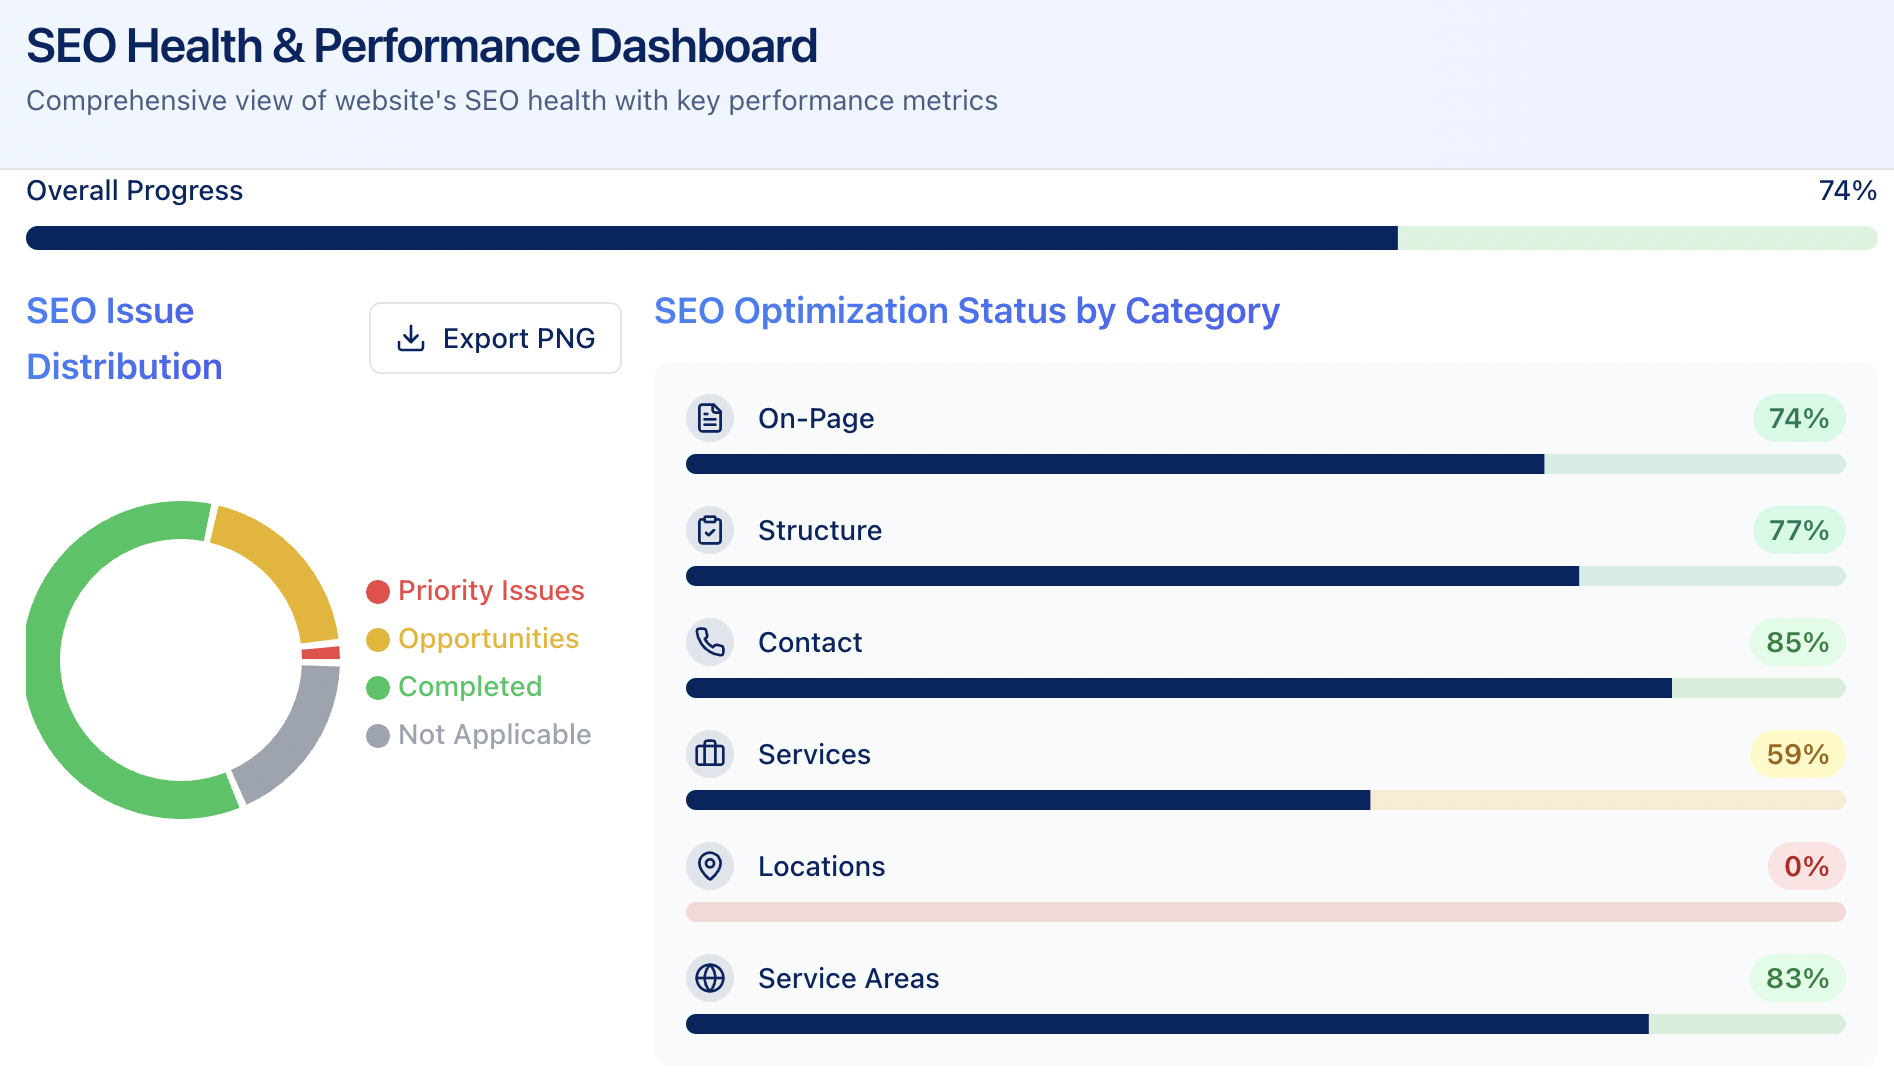 SEO Health & Performance Dashboard
Comprehensive view of website's SEO health with key performance metrics
Overall Progress
74%
SEO Issue
Distribution
Export PNG
Priority Issues
Opportunities
Completed
Not Applicable
SEO Optimization Status by Category
On-Page
74%
Structure
77%
Contact
85%
Services
59%
Locations
0%
Service Areas
83%